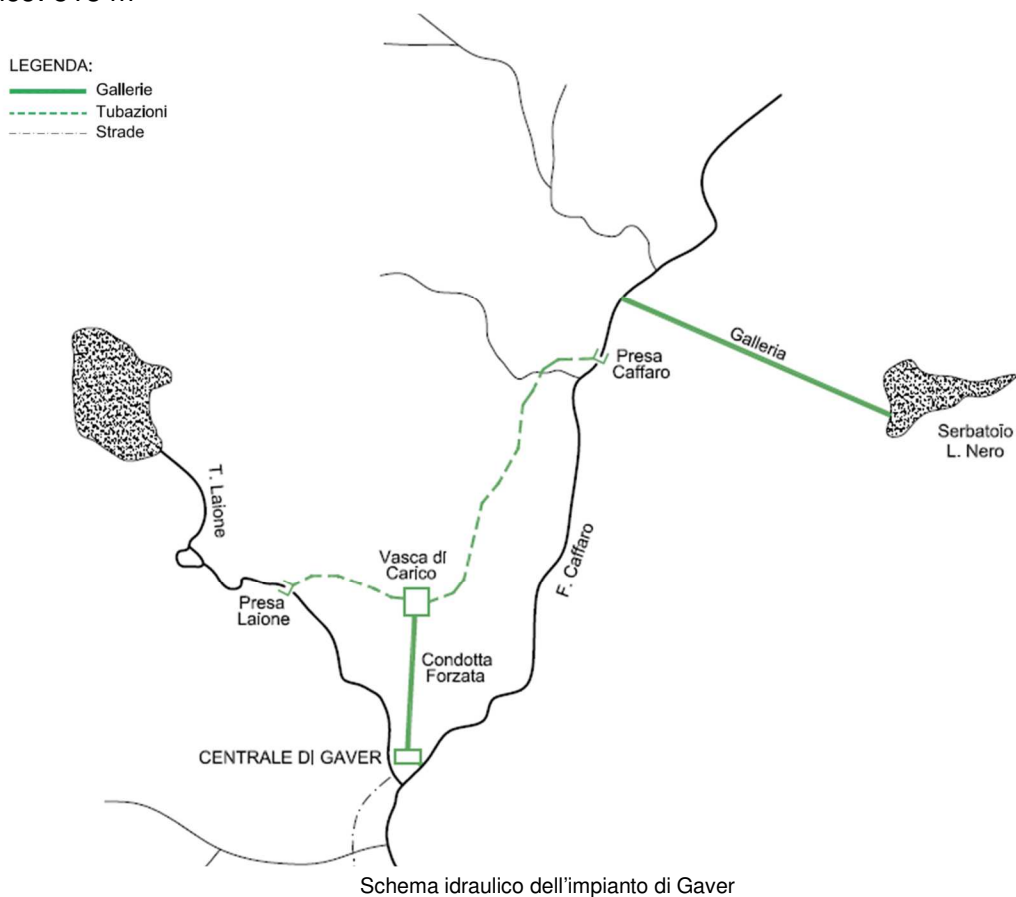 LEGENDA:
Gallerie
Tubazioni
Strade
Galleria
Presa
Caffaro
Serbatoio
L. Nero
T. Laione
Vasca di
Carico
F. Caffaro
Presa
Laione
Condotta
Forzata
CENTRALE DI GAVER
Schema idraulico dell'impianto di Gaver